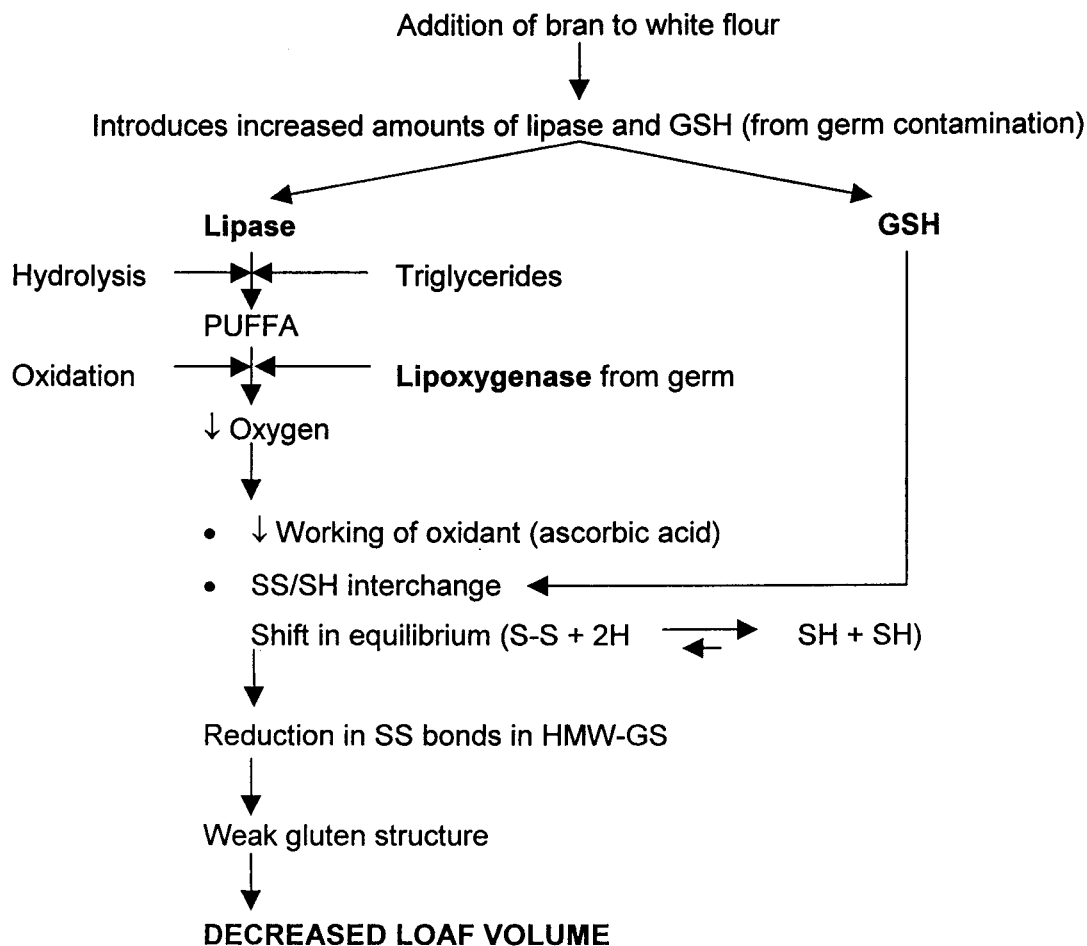 Addition of bran to white flour
Introduces increased amounts of lipase and GSH (from germ contamination)
Lipase GSH
Hydrolysis Triglycerides
PUFFA
Oxidation Lipoxygenase from germ
↓ Oxygen
• ↓ Working of oxidant (ascorbic acid)
• SS/SH interchange
Shift in equilibrium (S-S + 2H SH + SH)
Reduction in SS bonds in HMW-GS
Weak gluten structure
DECREASED LOAF VOLUME